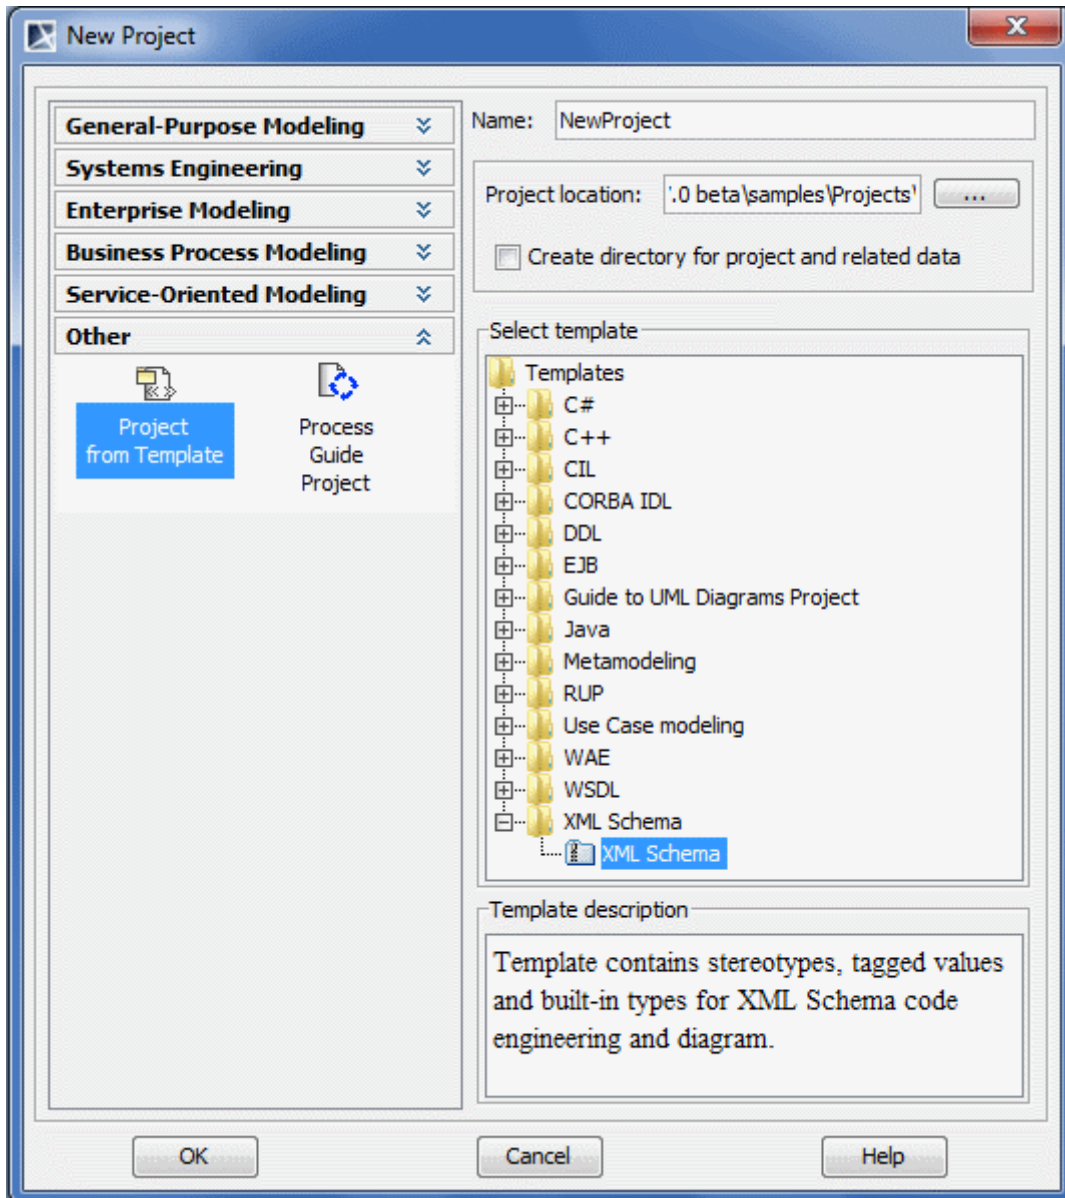 New Project
General-Purpose Modeling
Systems Engineering
Enterprise Modeling
Business Process Modeling
Service-Oriented Modeling
Other
Project
from Template
Process
Guide
Project
Name: NewProject
Project location: '.0 beta\samples\Projects\ ...
Create directory for project and related data
Select template
Templates
C#
C++
CIL
CORBA IDL
DDL
EJB
Guide to UML Diagrams Project
Java
Metamodeling
RUP
Use Case modeling
WAE
WSDL
XML Schema
XML Schema
Template description
Template contains stereotypes, tagged values
and built-in types for XML Schema code
engineering and diagram.
OK Cancel Help